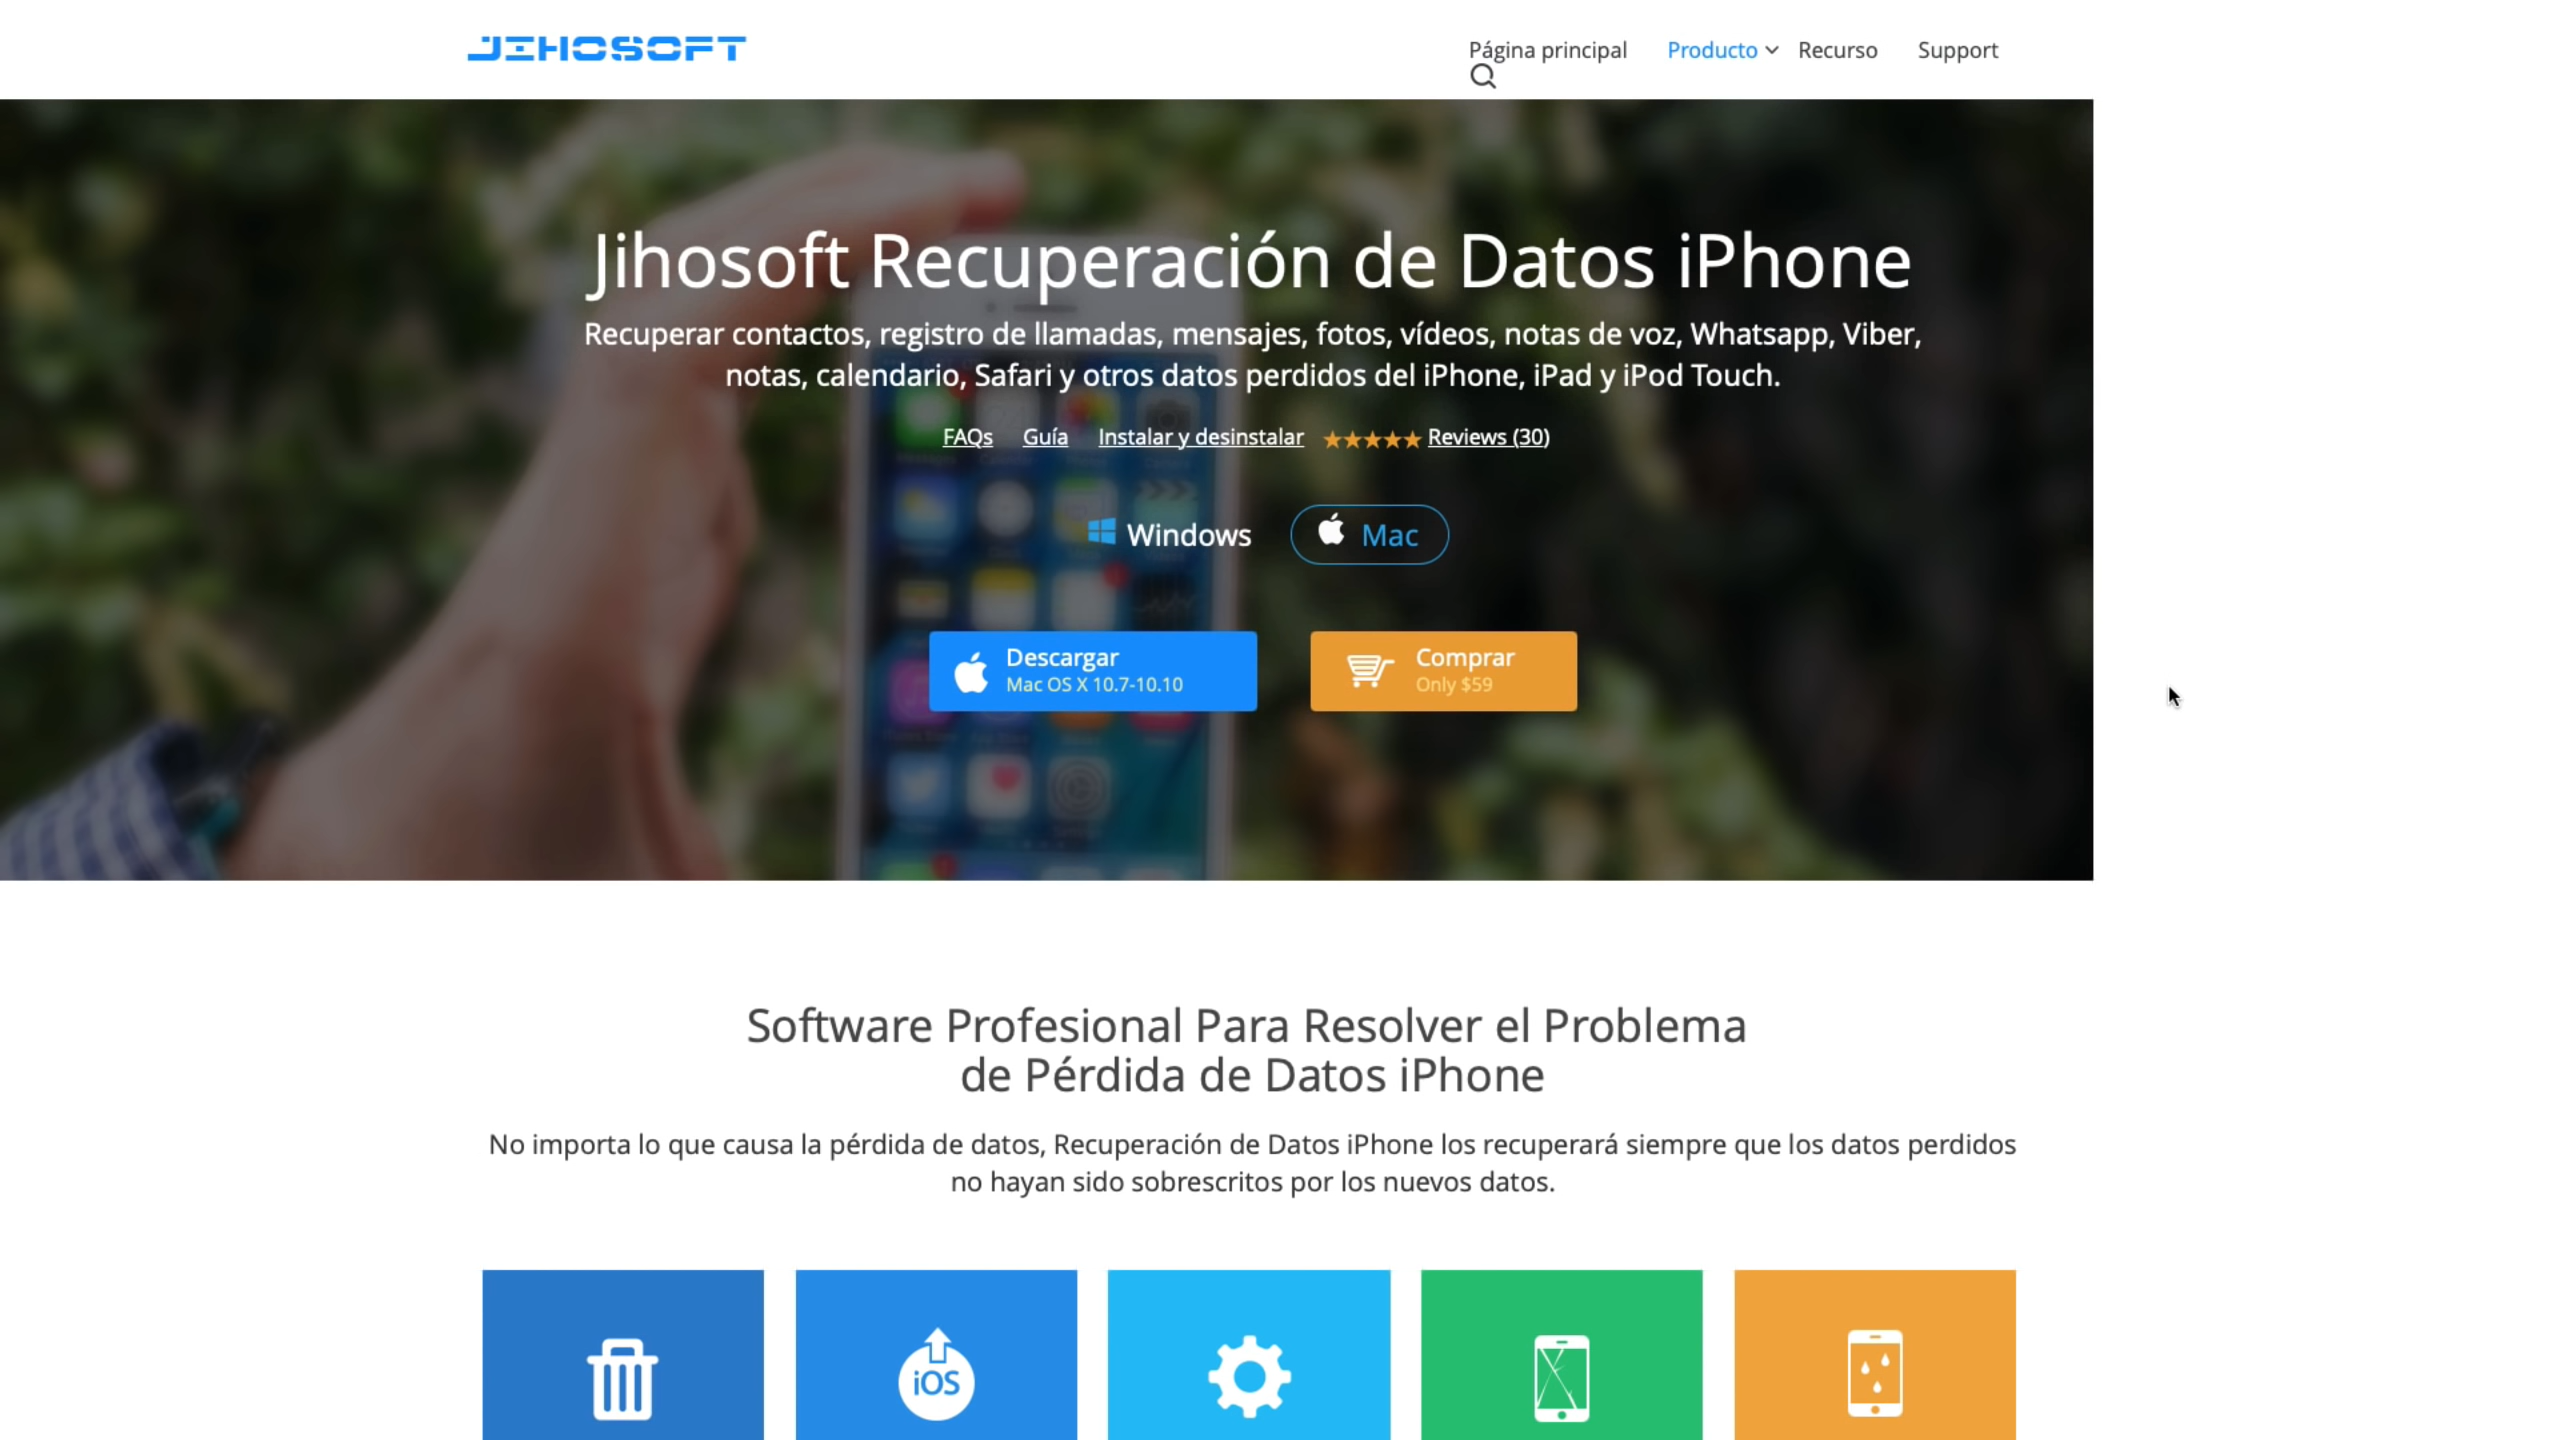 JIHOSOFT
Página principal Producto Recurso Support
Jihosoft Recuperación de Datos iPhone
Recuperar contactos, registro de llamadas, mensajes, fotos, vídeos, notas de voz, Whatsapp, Viber,
notas, calendario, Safari y otros datos perdidos del iPhone, iPad y iPod Touch.
FAQs Guía Instalar y desinstalar Reviews (30)
Windows Mac
Descargar
Mac OS X 10.7-10.10
Comprar
Only $59
Software Profesional Para Resolver el Problema
de Pérdida de Datos iPhone
No importa lo que causa la pérdida de datos, Recuperación de Datos iPhone los recuperará siempre que los datos perdidos
no hayan sido sobrescritos por los nuevos datos.
iOS